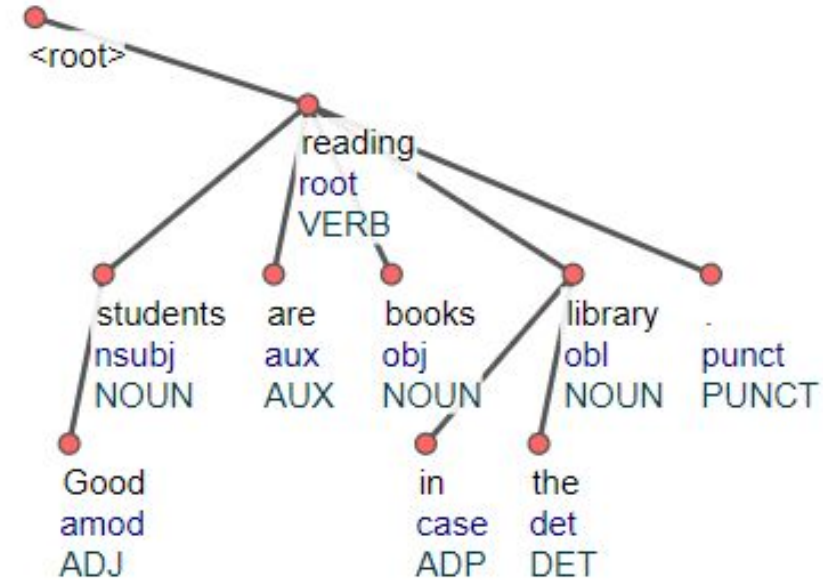 <root>
reading
root
VERB
students are books library .
nsubj aux obj obl punct
NOUN AUX NOUN NOUN PUNCT
Good in the
amod case det
ADJ ADP DET